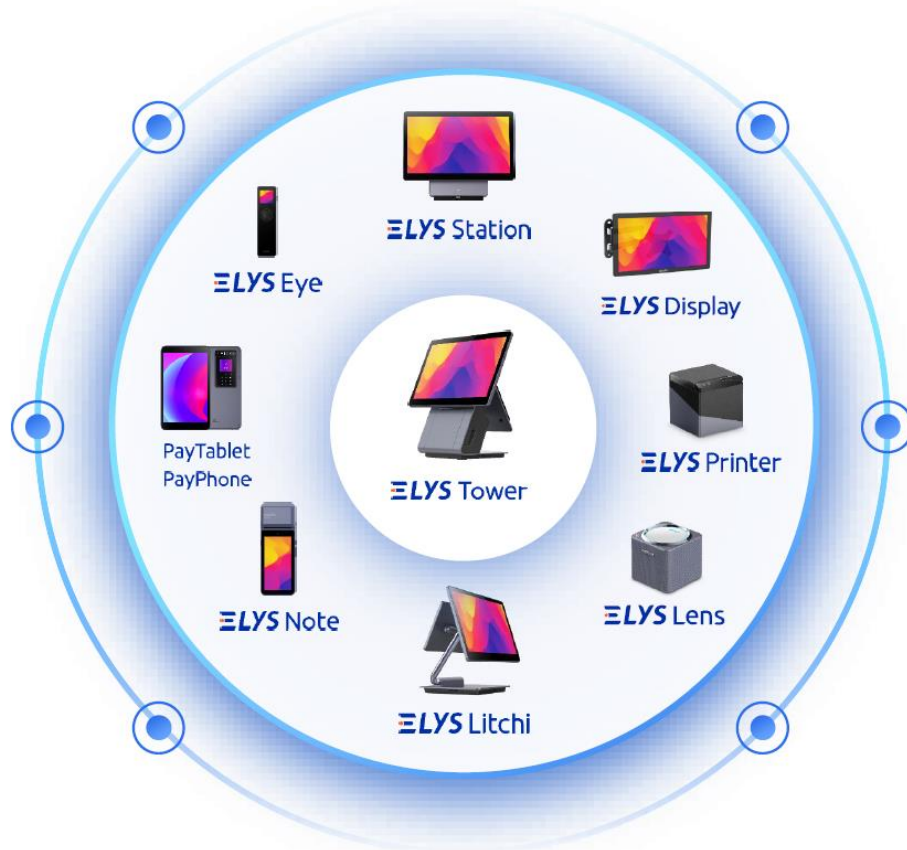 ELYS Station
ELYS Eye
ELYS Display
ELYS Tower
PayTablet
PayPhone
ELYS Printer
ELYS Note
ELYS Lens
ELYS Litchi